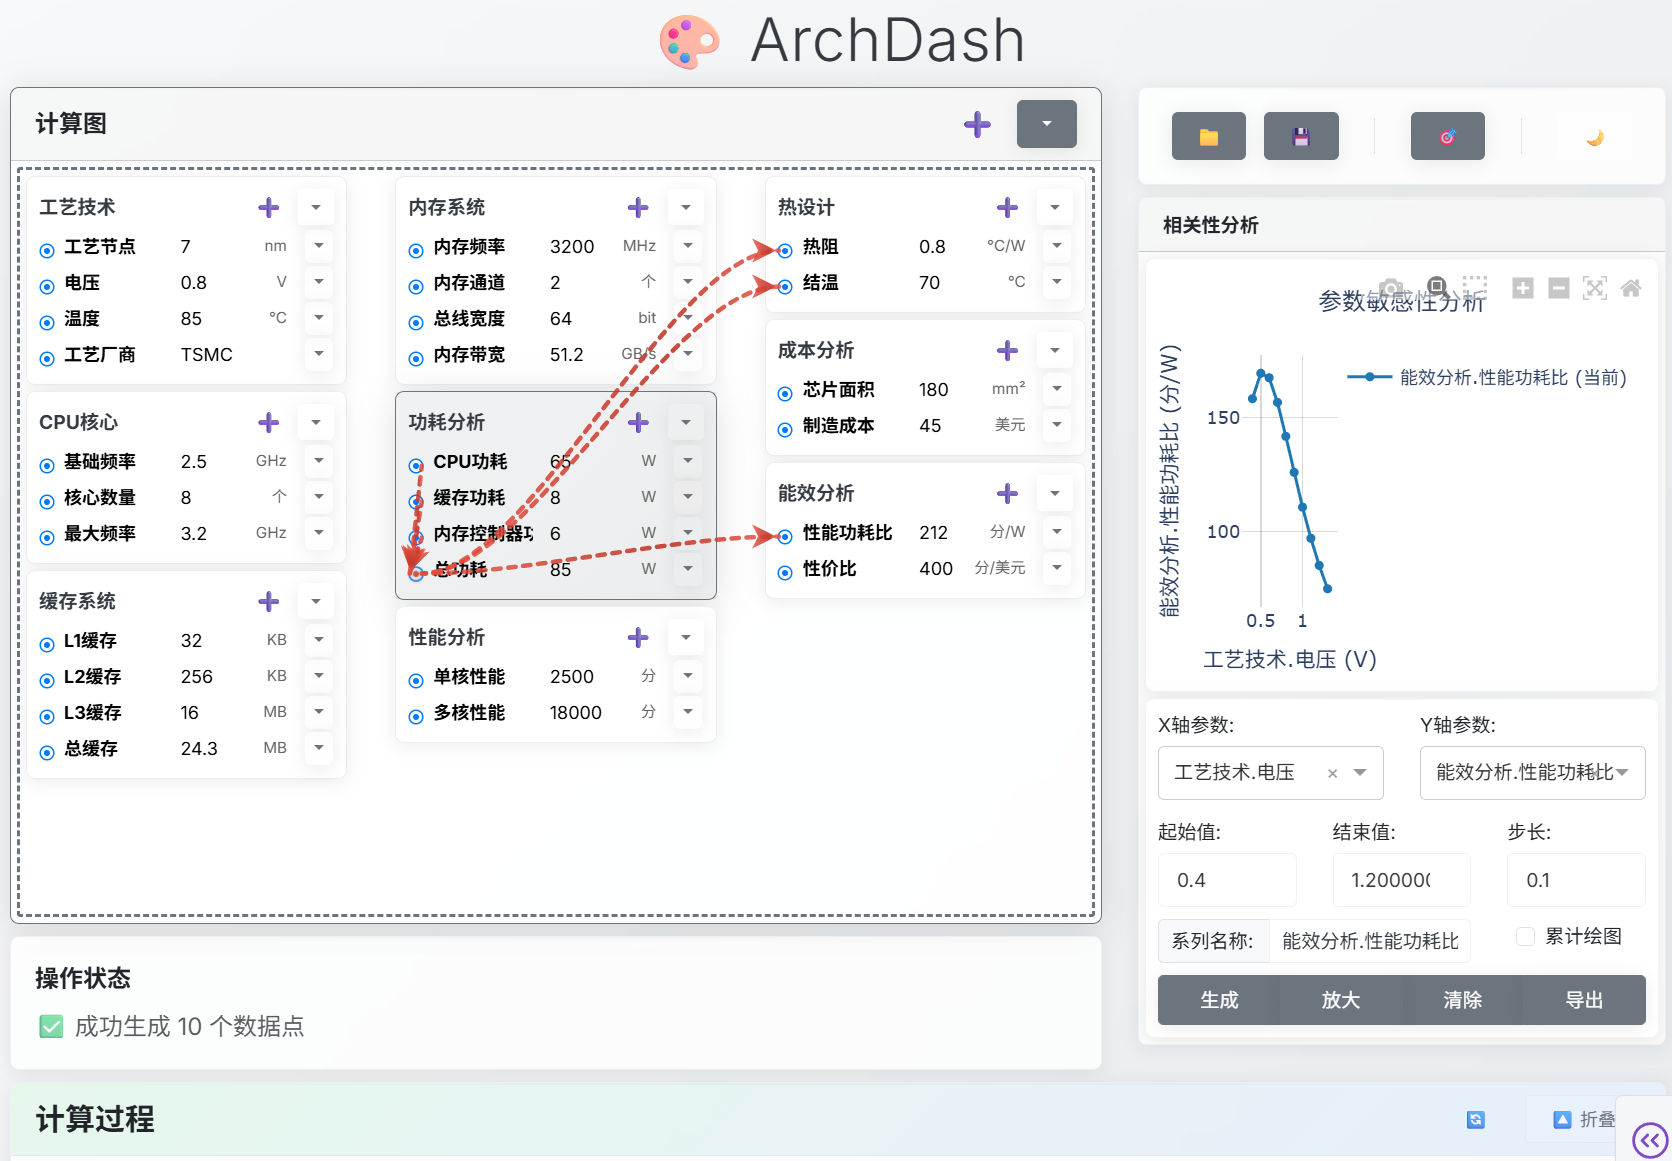 ArchDash
计算图
工艺技术
工艺节点 7 nm
电压 0.8 V
温度 85 °C
工艺厂商 TSMC
CPU核心
基础频率 2.5 GHz
核心数量 8 个
最大频率 3.2 GHz
缓存系统
L1缓存 32 KB
L2缓存 256 KB
L3缓存 16 MB
总缓存 24.3 MB
内存系统
内存频率 3200 MHz
内存通道 2 个
总线宽度 64 bit
内存带宽 51.2 GB/s
功耗分析
CPU功耗 65 W
缓存功耗 8 W
内存控制器功 6 W
总功耗 85 W
性能分析
单核性能 2500 分
多核性能 18000 分
热设计
热阻 0.8 °C/W
结温 70 °C
成本分析
芯片面积 180 mm²
制造成本 45 美元
能效分析
性能功耗比 212 分/W
性价比 400 分/美元
相关性分析
参数敏感性分析
能效分析.性能功耗比 (当前)
能效分析.性能功耗比 (分/W)
150
100
0.5 1
工艺技术.电压 (V)
X轴参数: Y轴参数:
工艺技术.电压 × 能效分析.性能功耗比
起始值: 结束值: 步长:
0.4 1.200000 0.1
系列名称: 能效分析.性能功耗比 累计绘图
生成 放大 清除 导出
操作状态
成功生成 10 个数据点
计算过程
折叠